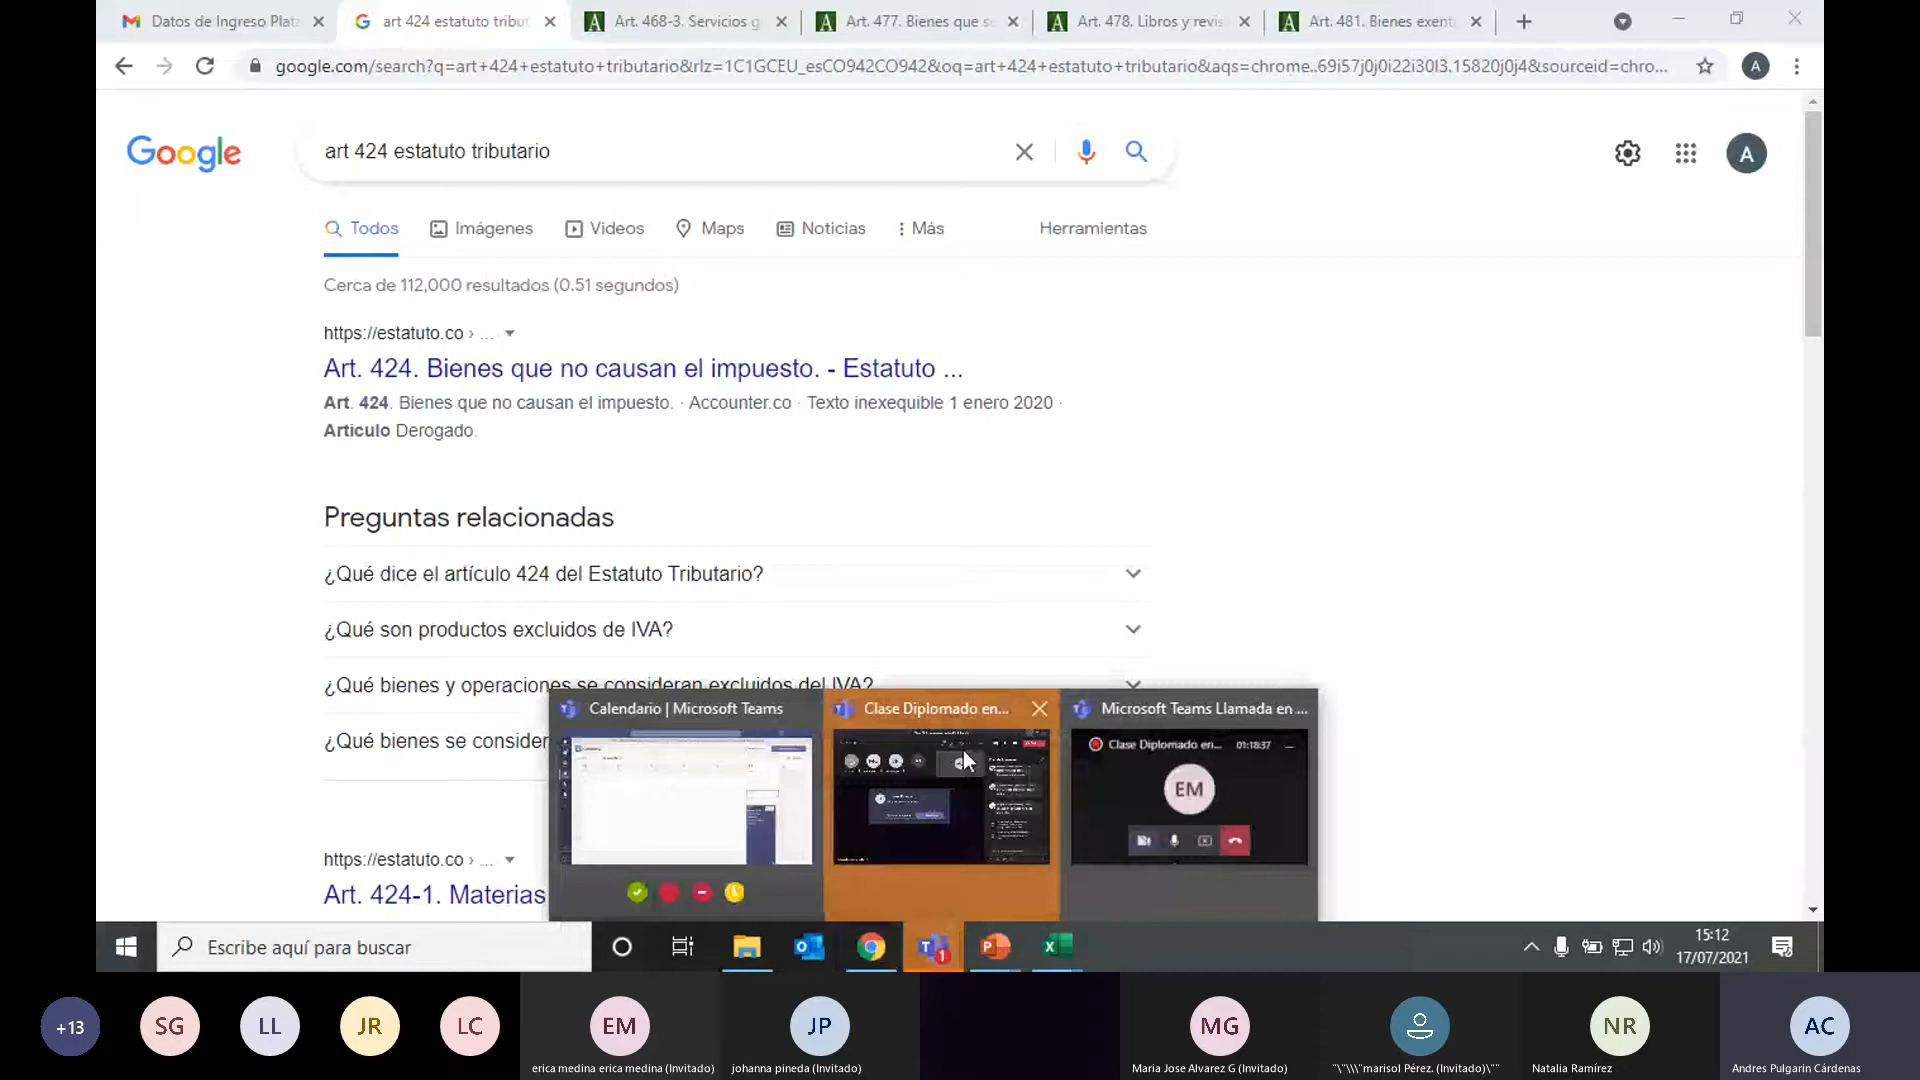 Datos de Ingreso Plat
art 424 estatuto tribut
Art. 468-3. Servicios g
Art. 477. Bienes que s
Art. 478. Libros y revis
Art. 481. Bienes exent
google.com/search?q=art+424+estatuto+tributario&rlz=1C1GCEU_esCO942CO942&oq=art+424+estatuto+tributario&aqs=chrome..69i57j0j0i22i30l3.15820j0j4&sourceid=chro...
A
Google
art 424 estatuto tributario
A
Todos
Imágenes
Videos
Maps
Noticias
Más
Herramientas
Cerca de 112,000 resultados (0.51 segundos)
https://estatuto.co › ...
Art. 424. Bienes que no causan el impuesto. - Estatuto ...
Art. 424. Bienes que no causan el impuesto. · Accounter.co · Texto inexequible 1 enero 2020 ·
Articulo Derogado.
Preguntas relacionadas
¿Qué dice el artículo 424 del Estatuto Tributario?
¿Qué son productos excluidos de IVA?
¿Qué bienes y operaciones se consideran excluidos del IVA?
¿Qué bienes se consider
Calendario | Microsoft Teams
Clase Diplomado en...
Microsoft Teams Llamada en ...
Clase Diplomado en...
01:18:37
EM
https://estatuto.co › ...
Art. 424-1. Materias
Escribe aquí para buscar
1
15:12
17/07/2021
+13
SG
LL
JR
LC
EM
JP
MG
NR
AC
erica medina erica medina (Invitado)
johanna pineda (Invitado)
Maria Jose Alvarez G (Invitado)
"\"\\\"marisol Pérez. (Invitado)\""
Natalia Ramírez
Andres Pulgarin Cárdenas